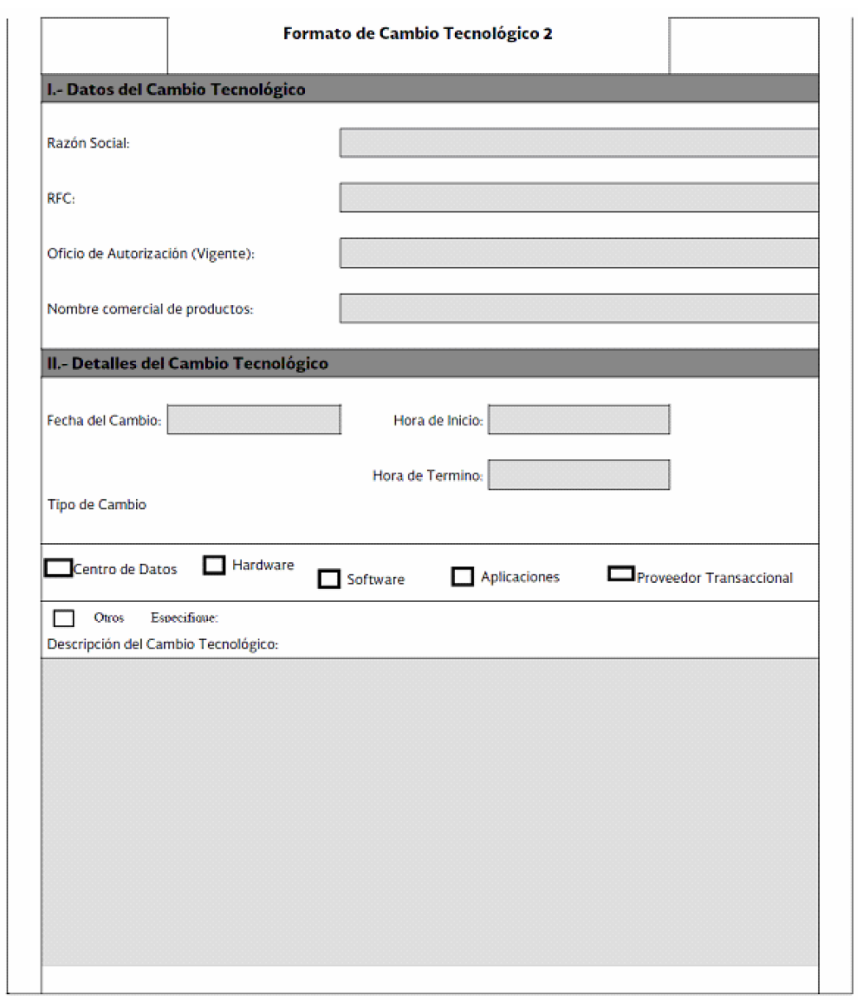 Formato de Cambio Tecnológico 2
I.- Datos del Cambio Tecnológico
Razón Social:
RFC:
Oficio de Autorización (Vigente):
Nombre comercial de productos:
II.- Detalles del Cambio Tecnológico
Fecha del Cambio: Hora de Inicio:
Hora de Termino:
Tipo de Cambio
Centro de Datos Hardware Software Aplicaciones Proveedor Transaccional
Otros Especifique:
Descripción del Cambio Tecnológico: